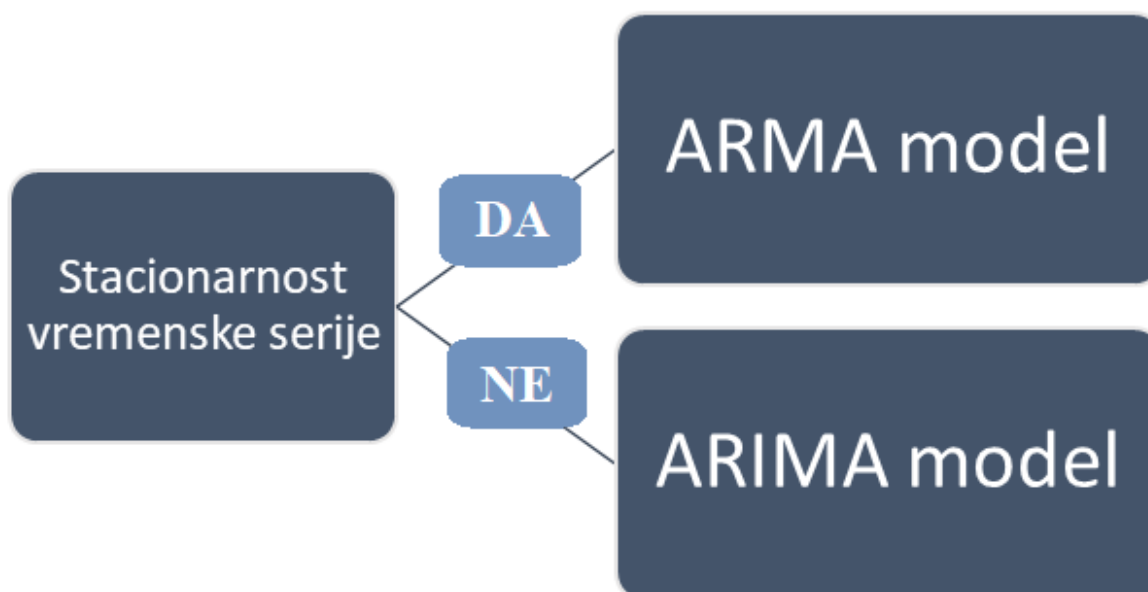 Stacionarnost
vremenske serije
DA
ARMA model
NE
ARIMA model